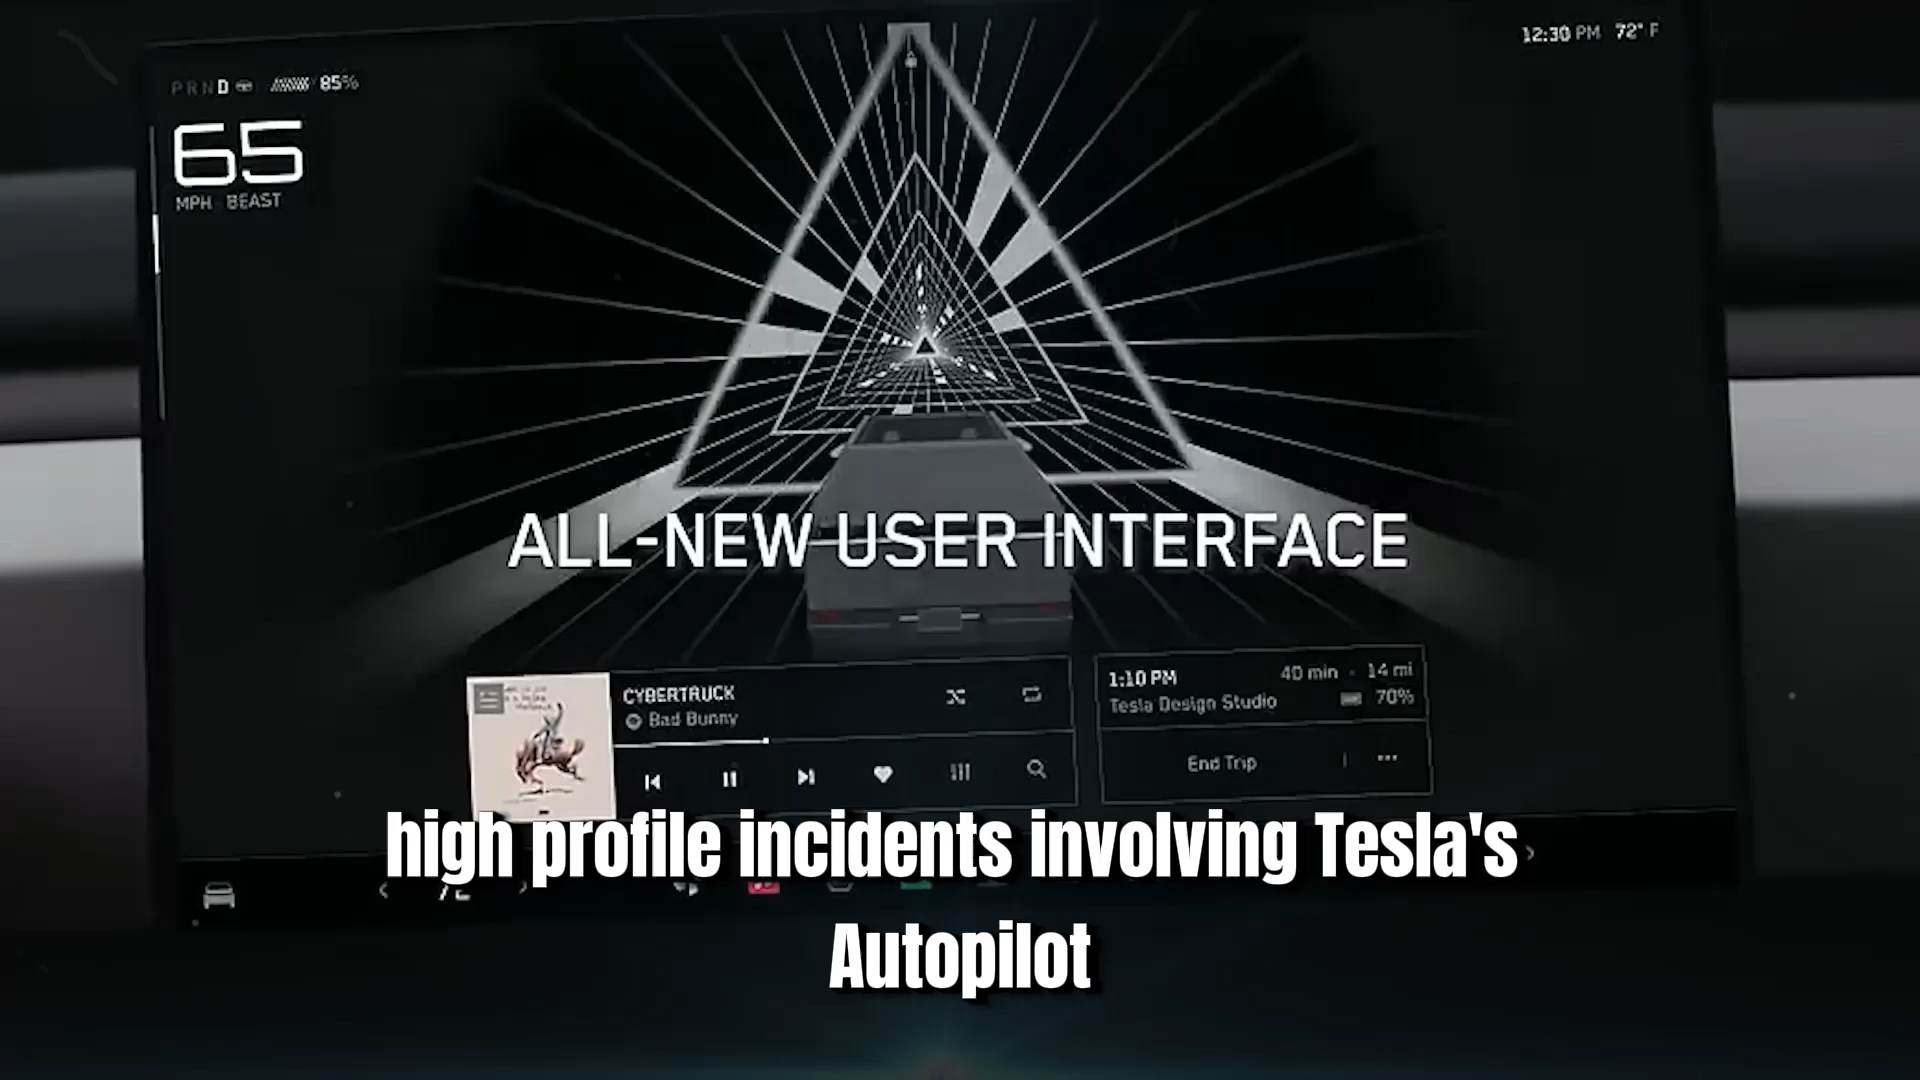 12:30 PM 72° F
PRND 85%
65
MPH BEAST
ALL-NEW USER INTERFACE
CYBERTRUCK
Bad Bunny
1:10 PM 40 min - 14 mi
Tesla Design Studio 70%
End Trip
high profile incidents involving Tesla's
Autopilot